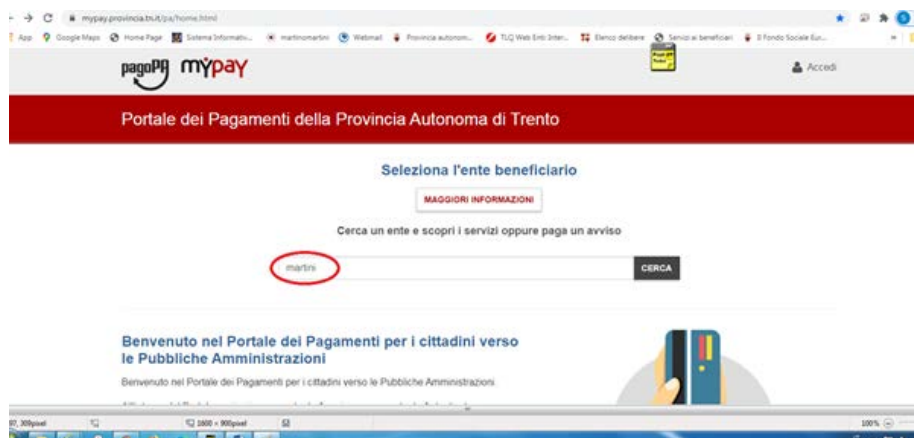 mypay.provincia.tn.it/pa/home.html
App Google Maps Home Page Sistema Informativ... martinomartini Webmail Provincia autonom... TLQ Web Enti Inter... Elenco delibere Servizi ai beneficiari Il Fondo Sociale Eur...
pagoPA mypay
Accedi
Portale dei Pagamenti della Provincia Autonoma di Trento
Seleziona l'ente beneficiario
MAGGIORI INFORMAZIONI
Cerca un ente e scopri i servizi oppure paga un avviso
martini
CERCA
Benvenuto nel Portale dei Pagamenti per i cittadini verso
le Pubbliche Amministrazioni
Benvenuto nel Portale dei Pagamenti per i cittadini verso le Pubbliche Amministrazioni.
1600 × 900pixel
100%